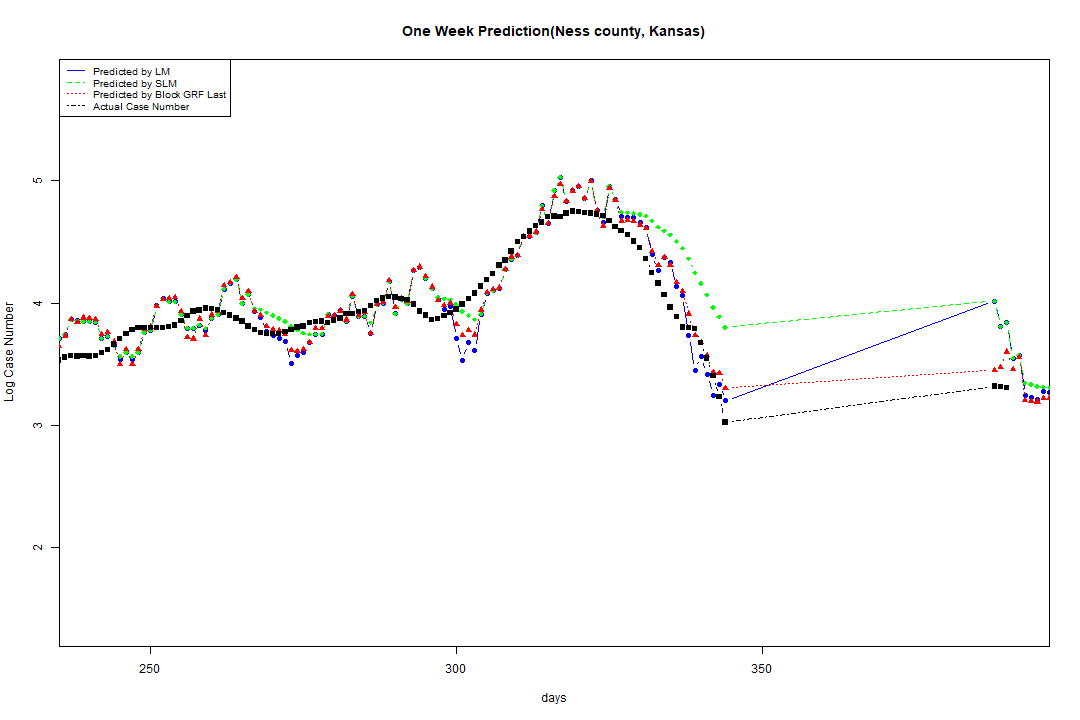 One Week Prediction(Ness county, Kansas)
Predicted by LM
Predicted by SLM
Predicted by Block GRF Last
Actual Case Number
5
4
3
2
Log Case Number
250 300 350
days